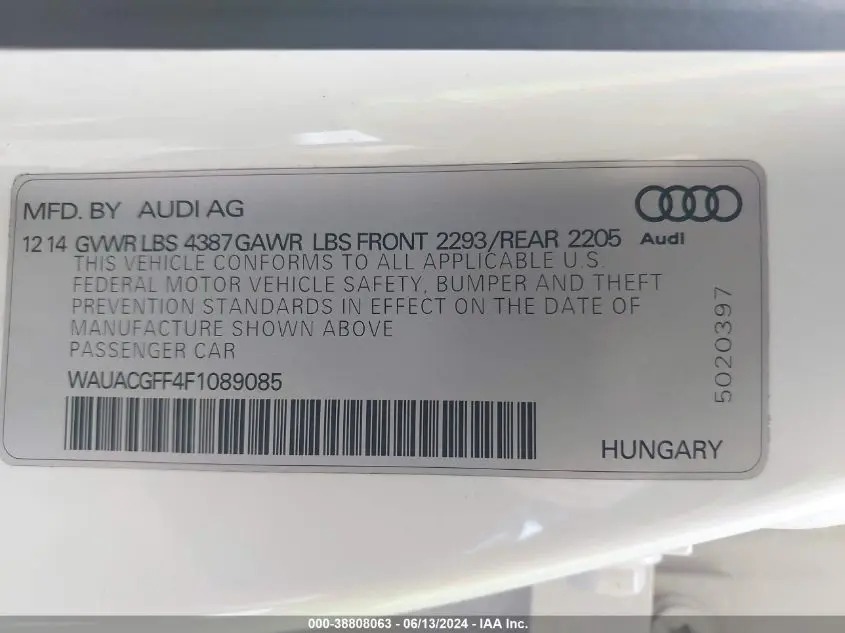 MFD. BY AUDI AG
12 14 GVWR LBS 4387 GAWR LBS FRONT 2293/REAR 2205
Audi
THIS VEHICLE CONFORMS TO ALL APPLICABLE U.S.
FEDERAL MOTOR VEHICLE SAFETY, BUMPER AND THEFT
PREVENTION STANDARDS IN EFFECT ON THE DATE OF
MANUFACTURE SHOWN ABOVE
PASSENGER CAR
WAUACGFF4F1089085
HUNGARY
5020397
000-38808063 - 06/13/2024 - IAA Inc.